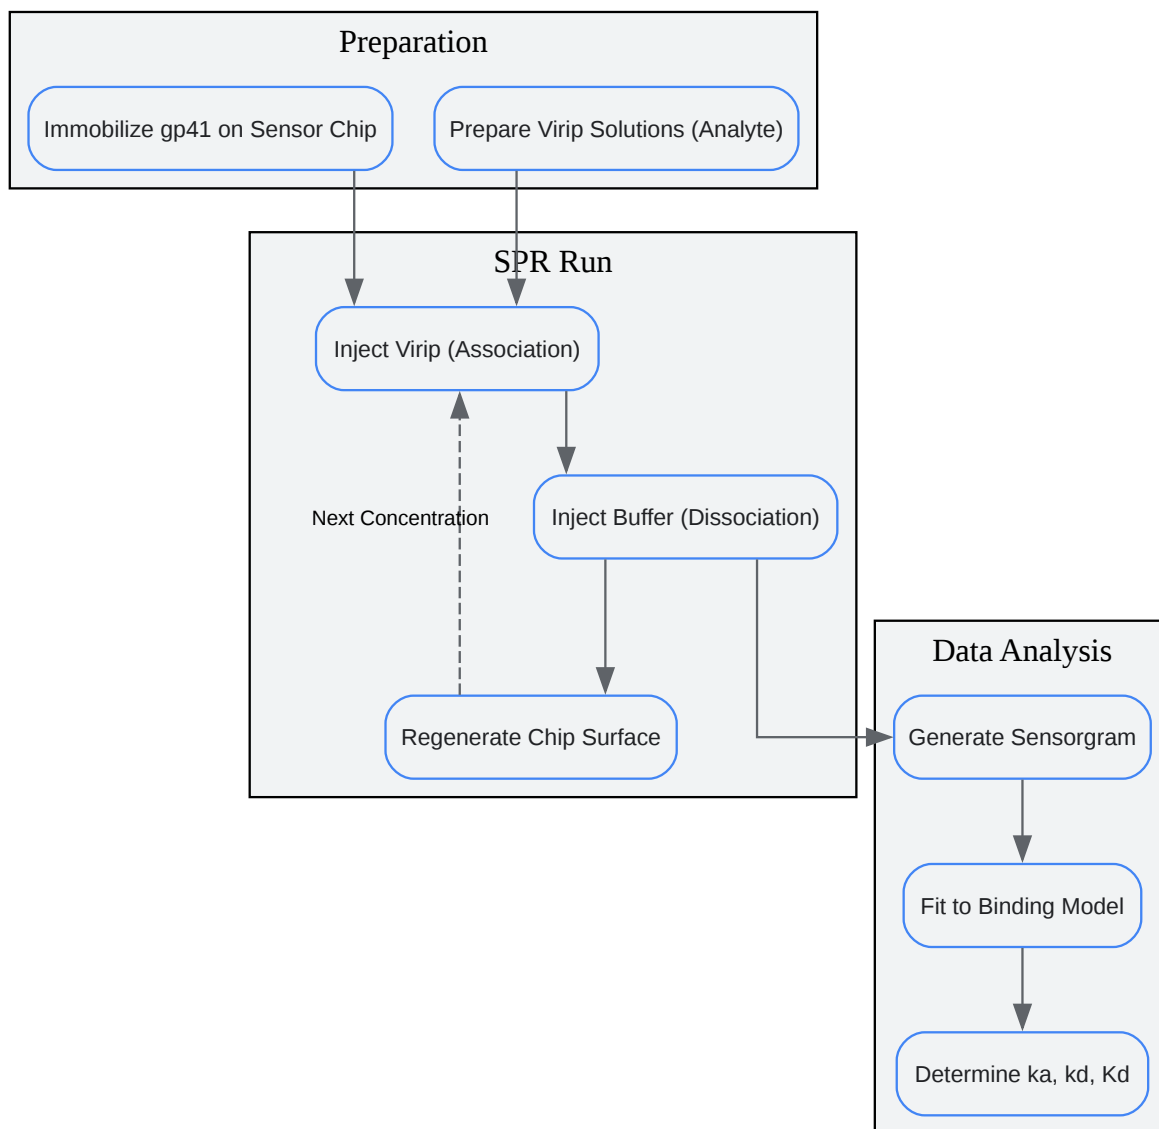 Preparation
Immobilize gp41 on Sensor Chip
Prepare Virip Solutions (Analyte)
SPR Run
Inject Virip (Association)
Next Concentration
Inject Buffer (Dissociation)
Regenerate Chip Surface
Data Analysis
Generate Sensorgram
Fit to Binding Model
Determine ka, kd, Kd